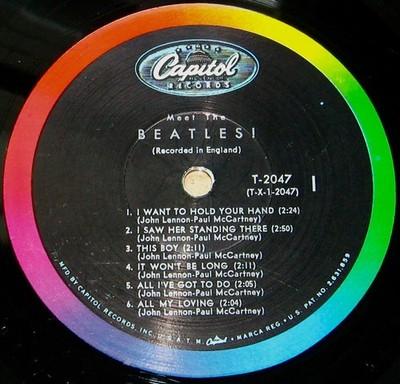 Capitol
RECORDS
Meet The
BEATLES!
(Recorded in England)
T-2047
(T-X-1-2047)
1
1. I WANT TO HOLD YOUR HAND (2:24)
(John Lennon-Paul McCartney)
2. I SAW HER STANDING THERE (2:50)
(John Lennon-Paul McCartney)
3. THIS BOY (2:11)
(John Lennon-Paul McCartney)
4. IT WON'T BE LONG (2:11)
(John Lennon-Paul McCartney)
5. ALL I'VE GOT TO DO (2:05)
(John Lennon-Paul McCartney)
6. ALL MY LOVING (2:04)
(John Lennon-Paul McCartney)
MFD. BY CAPITOL RECORDS, INC. U.S.A. T.M. Capitol MARCA REG. • U.S. PAT. NO. 2,631,859